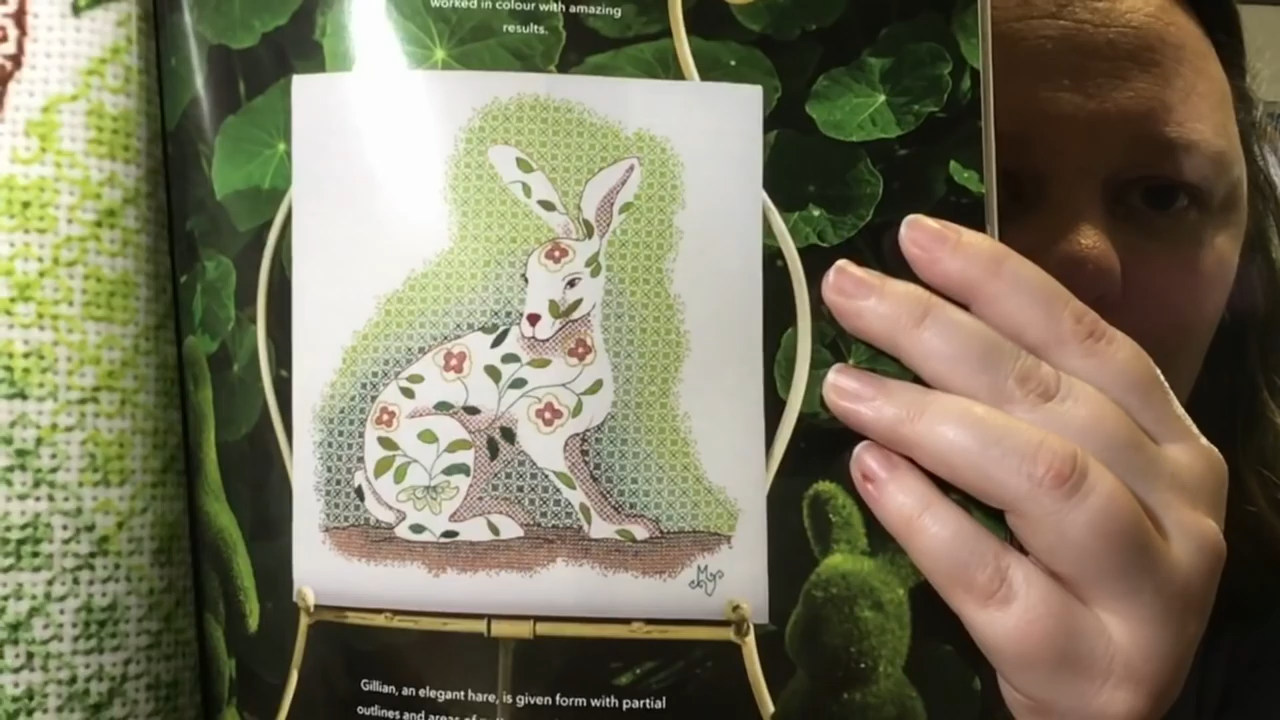 worked in colour with amazing
results.
MJ
Gillian, an elegant hare, is given form with partial
outlines and areas of